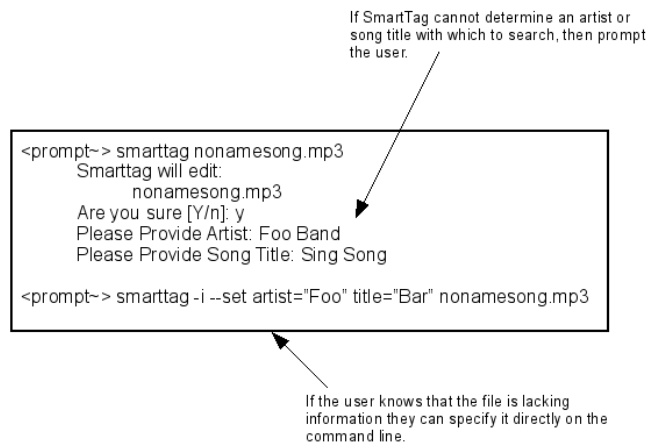 If SmartTag cannot determine an artist or
song title with which to search, then prompt
the user.
<prompt~> smarttag nonamesong.mp3
Smarttag will edit:
nonamesong.mp3
Are you sure [Y/n]: y
Please Provide Artist: Foo Band
Please Provide Song Title: Sing Song
<prompt~> smarttag -i --set artist="Foo" title="Bar" nonamesong.mp3
If the user knows that the file is lacking
information they can specify it directly on the
command line.